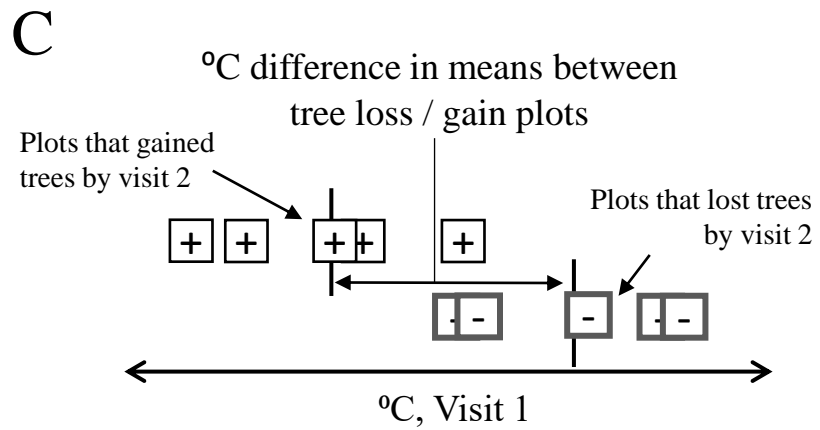 C
ºC difference in means between
tree loss / gain plots
Plots that gained
trees by visit 2
Plots that lost trees
by visit 2
+ + + + +
- - - - -
ºC, Visit 1